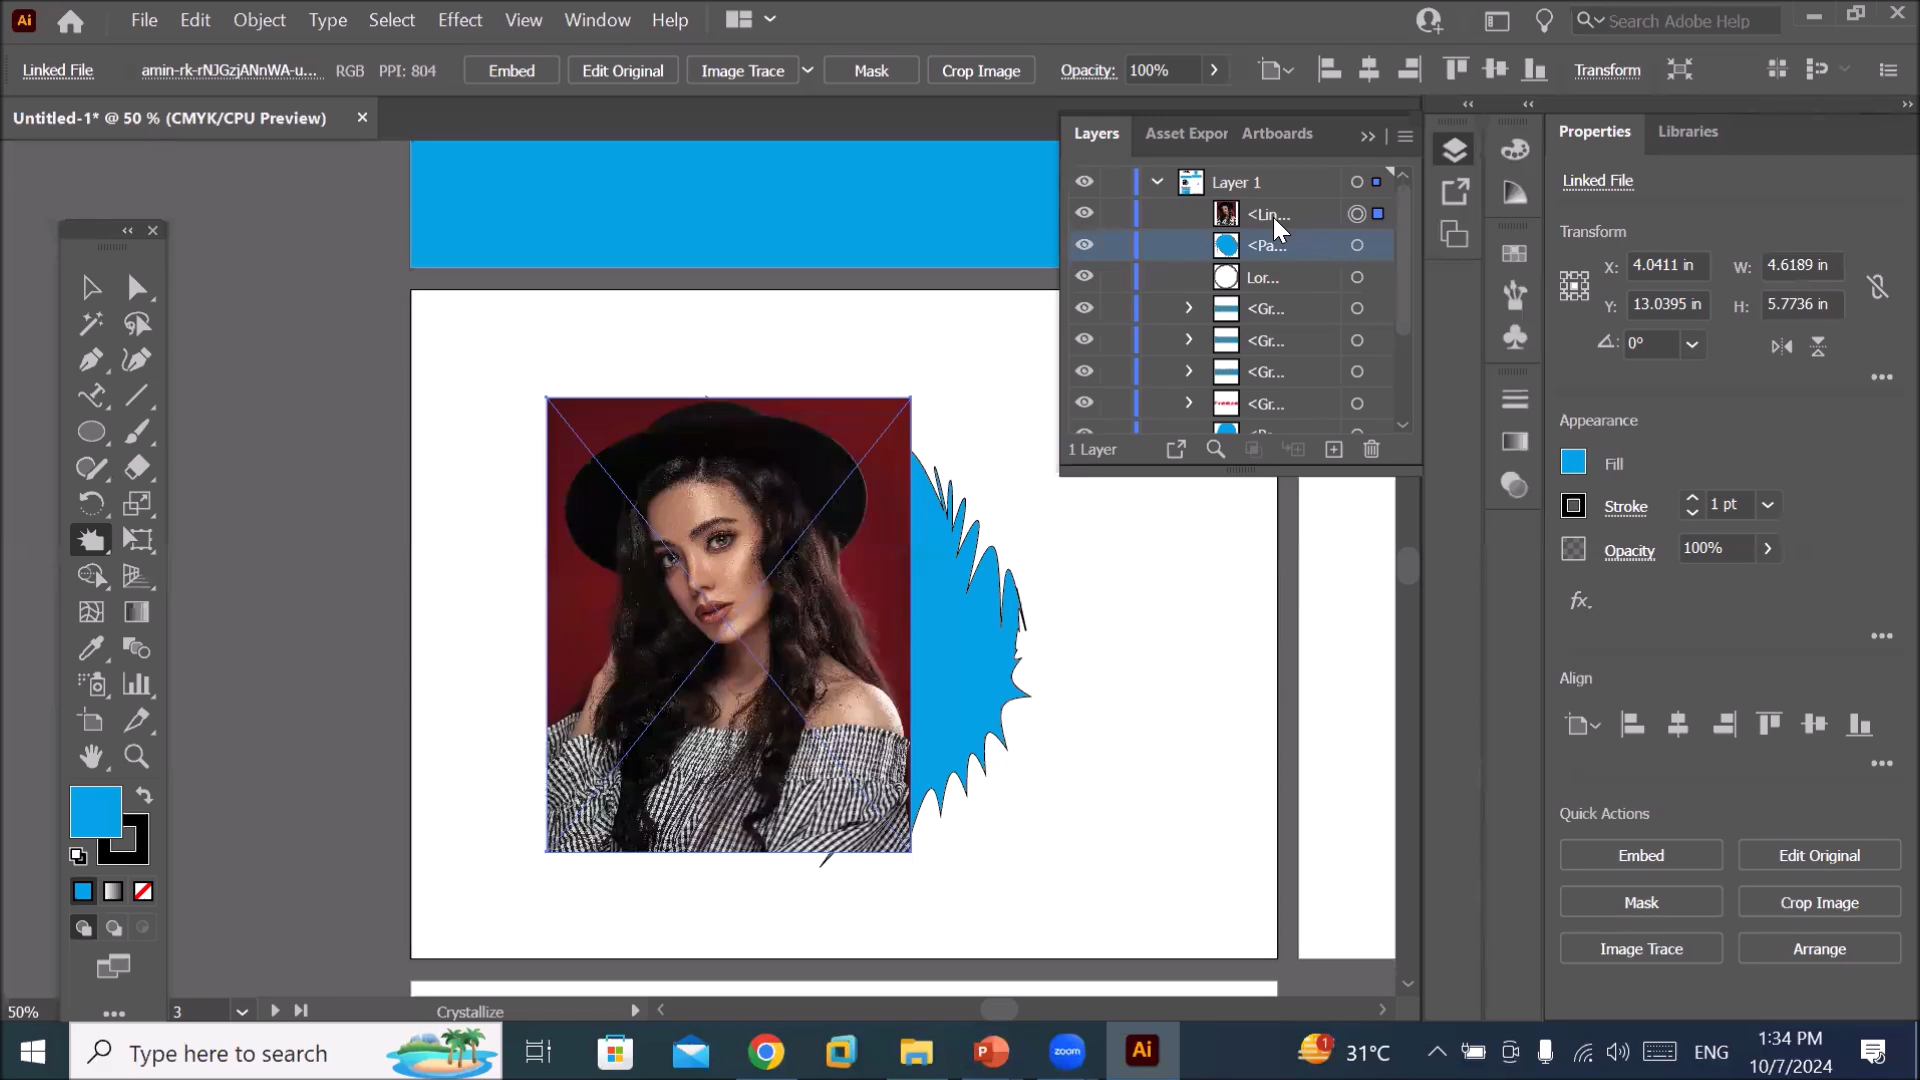 Ai File Edit Object Type Select Effect View Window Help Search Adobe Help
Linked File amin-rk-rNJGzjANnWA-u... RGB PPI: 804 Embed Edit Original Image Trace Mask Crop Image Opacity: 100% Transform
Untitled-1* @ 50 % (CMYK/CPU Preview)
Layers Asset Expor Artboards
Layer 1
<Lin...
<Pa...
Lor...
<Gr...
<Gr...
<Gr...
<Gr...
1 Layer
Properties Libraries
Linked File
Transform
X: 4.0411 in W: 4.6189 in
Y: 13.0395 in H: 5.7736 in
0°
Appearance
Fill
Stroke 1 pt
Opacity 100%
fx.
Align
Quick Actions
Embed Edit Original
Mask Crop Image
Image Trace Arrange
50% 3 Crystallize
Type here to search zoom Ai 1 31°C ENG 1:34 PM
10/7/2024